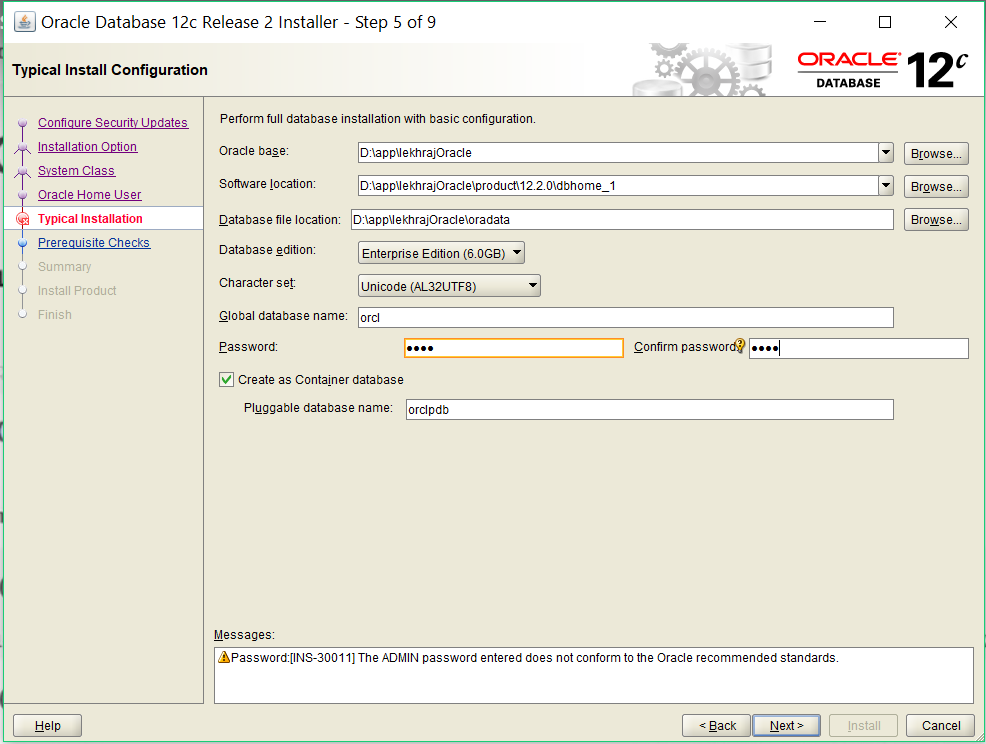 Oracle Database 12c Release 2 Installer - Step 5 of 9
Typical Install Configuration
ORACLE
DATABASE
12c
Configure Security Updates
Installation Option
System Class
Oracle Home User
Typical Installation
Prerequisite Checks
Summary
Install Product
Finish
Perform full database installation with basic configuration.
Oracle base: D:\app\lekhrajOracle Browse...
Software location: D:\app\lekhrajOracle\product\12.2.0\dbhome_1 Browse...
Database file location: D:\app\lekhrajOracle\oradata Browse...
Database edition: Enterprise Edition (6.0GB)
Character set: Unicode (AL32UTF8)
Global database name: orcl
Password: •••• Confirm password ••••
Create as Container database
Pluggable database name: orclpdb
Messages:
Password:[INS-30011] The ADMIN password entered does not conform to the Oracle recommended standards.
Help < Back Next > Install Cancel